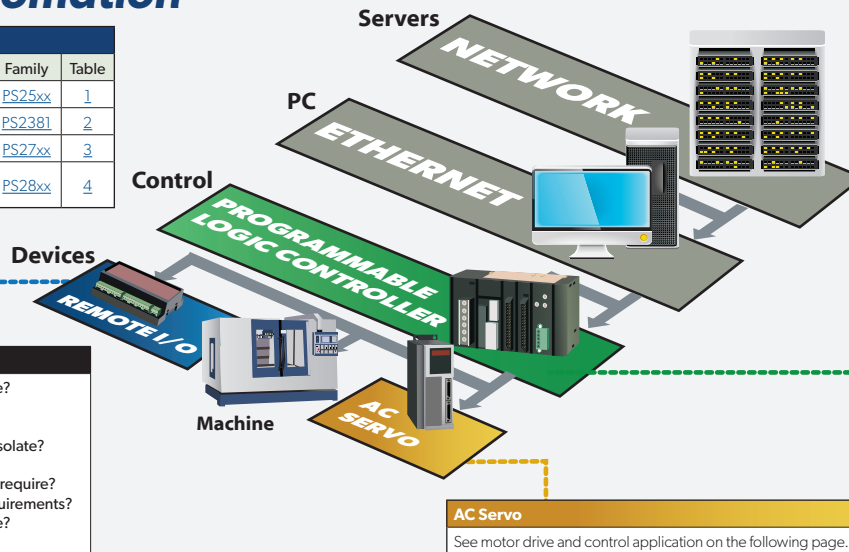 Servers
NETWORK
Family Table
PS25xx 1
PS2381 2
PS27xx 3
PS28xx 4
PC
ETHERNET
Control
PROGRAMMABLE
LOGIC CONTROLLER
Devices
REMOTE I/O
Machine
AC
SERVO
solate?
require?
uirements?
AC Servo
See motor drive and control application on the following page.